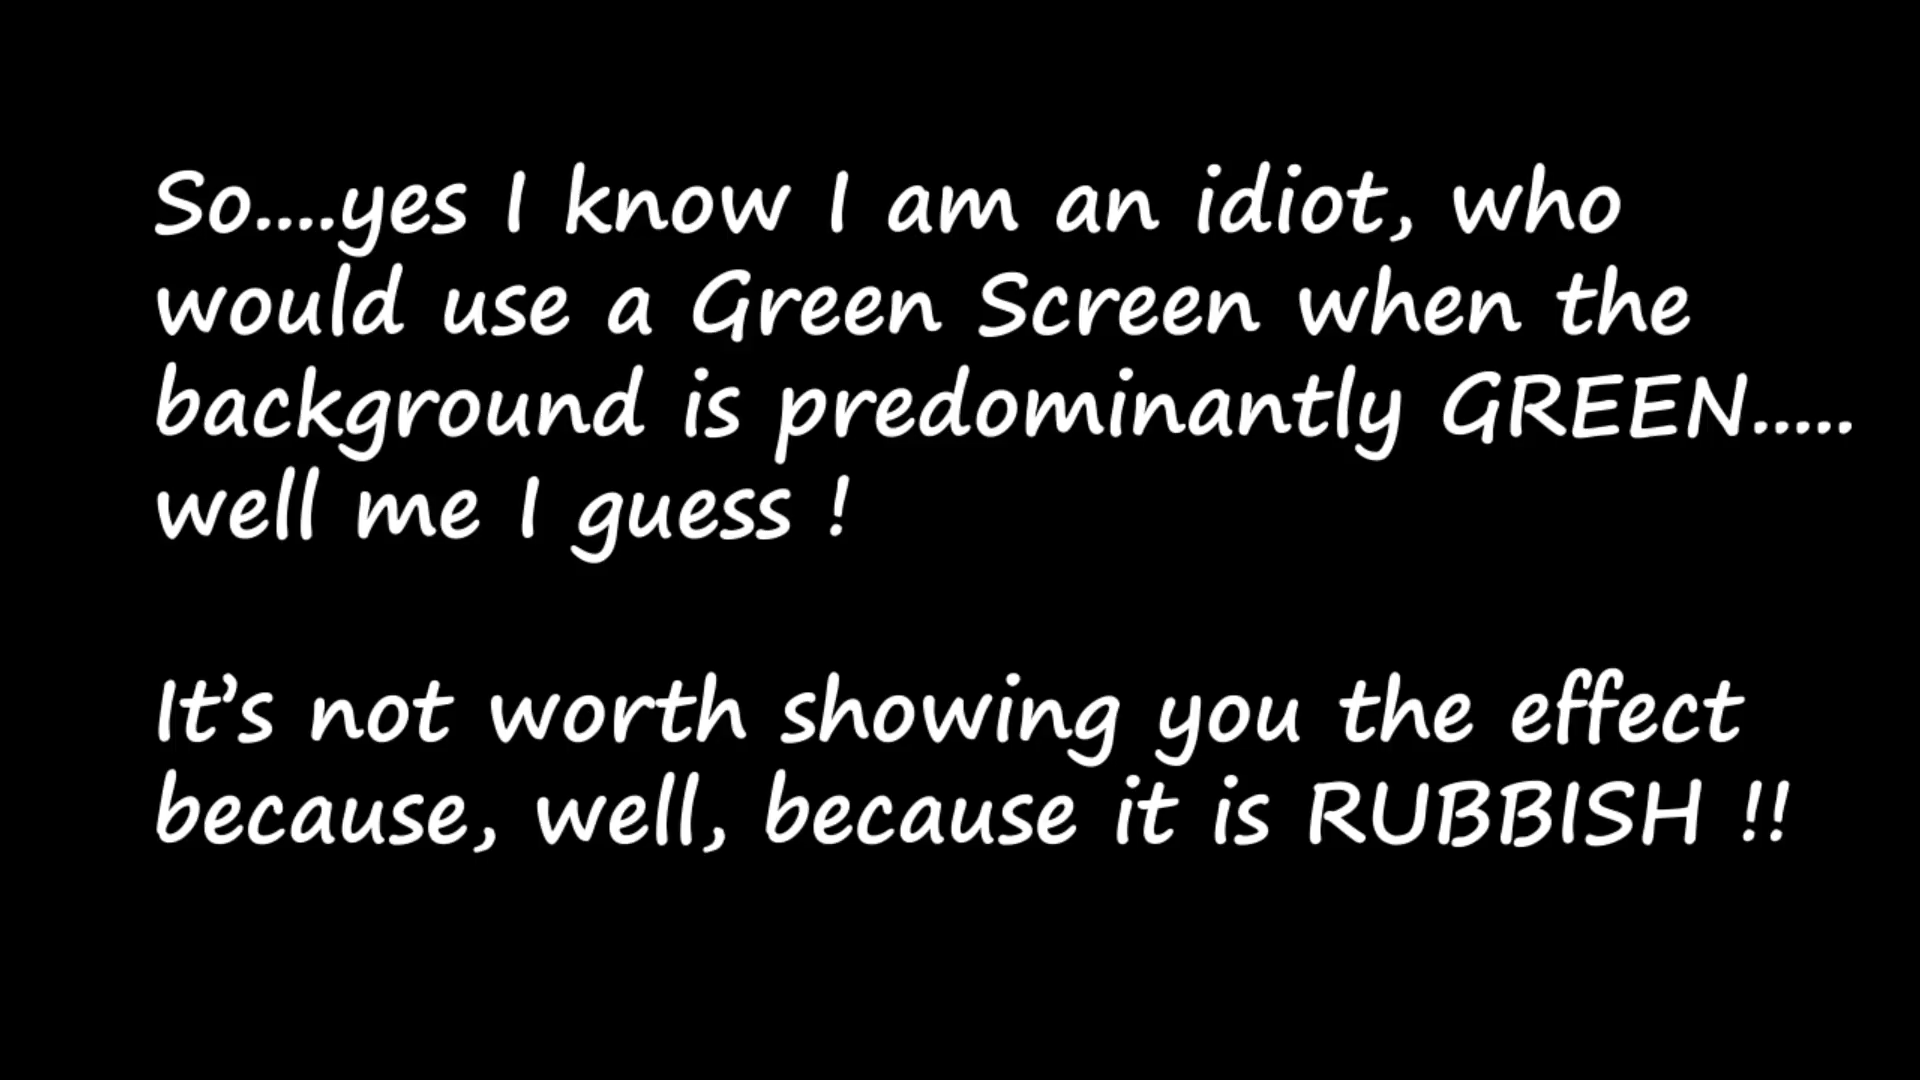 So....yes I know I am an idiot, who
would use a Green Screen when the
background is predominantly GREEN.....
well me I guess !
It's not worth showing you the effect
because, well, because it is RUBBISH !!